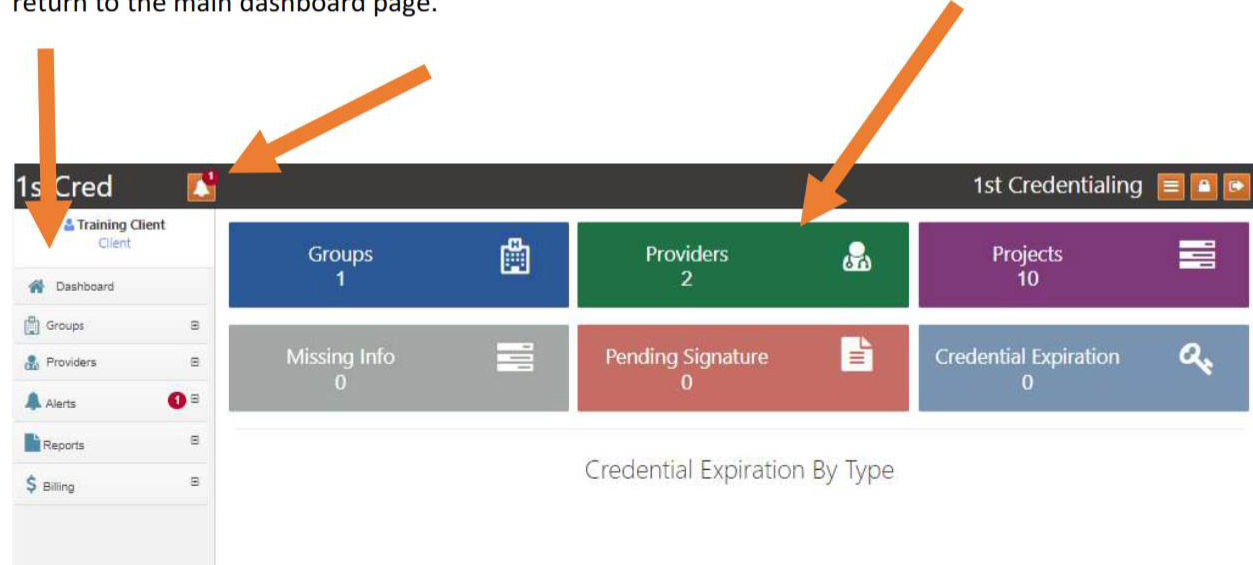 return to the main dashboard page.
1st Cred
1
1st Credentialing
Training Client
Client
Dashboard
Groups
Providers
Alerts
1
Reports
$ Billing
Groups
1
Providers
2
Projects
10
Missing Info
0
Pending Signature
0
Credential Expiration
0
Credential Expiration By Type